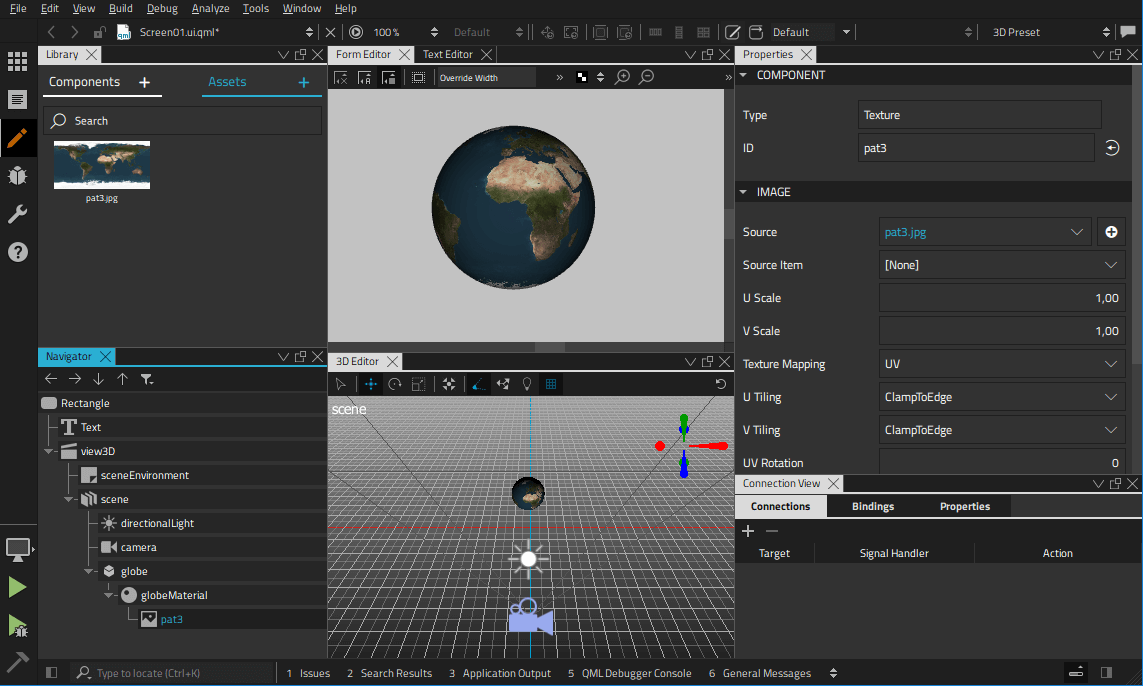 File Edit View Build Debug Analyze Tools Window Help
qm Screen01.ui.qml* 100% Default Default 3D Preset
Library Form Editor Text Editor Properties
Components + Assets +
Override Width
Search
pat3.jpg
COMPONENT
Type Texture
ID pat3
IMAGE
Source pat3.jpg
Source Item [None]
U Scale 1,00
V Scale 1,00
Texture Mapping UV
U Tiling ClampToEdge
V Tiling ClampToEdge
UV Rotation 0
Navigator
Rectangle
Text
view3D
sceneEnvironment
scene
directionalLight
camera
globe
globeMaterial
pat3
3D Editor
scene
Connection View
Connections Bindings Properties
Target Signal Handler Action
Type to locate (Ctrl+K) 1 Issues 2 Search Results 3 Application Output 5 QML Debugger Console 6 General Messages